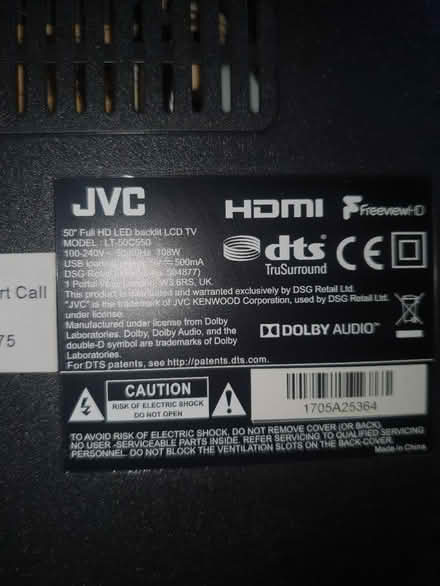 JVC
HDMI FreeviewHD
50" Full HD LED backlit LCD TV
MODEL : LT-50C550
100-240V~ 50/60Hz 108W
USB 500mA
DSG Retail 504877)
1 Portal Way, London, W3 6RS, UK.
dts
TruSurround
CE
This product is distributed and warranted exclusively by DSG Retail Ltd.
"JVC" is the trademark of JVC KENWOOD Corporation, used by DSG Retail Ltd.
under license.
Manufactured under license from Dolby
Laboratories. Dolby, Dolby Audio, and the
double-D symbol are trademarks of Dolby
Laboratories.
For DTS patents, see http://patents.dts.com.
DOLBY AUDIO™
rt Call
75
CAUTION
RISK OF ELECTRIC SHOCK
DO NOT OPEN
1705A25364
TO AVOID RISK OF ELECTRIC SHOCK, DO NOT REMOVE COVER (OR BACK).
NO USER -SERVICEABLE PARTS INSIDE. REFER SERVICING TO QUALIFIED SERVICING
PERSONNEL. DO NOT BLOCK THE VENTILATION SLOTS ON THE BACK-COVER.
Made in China